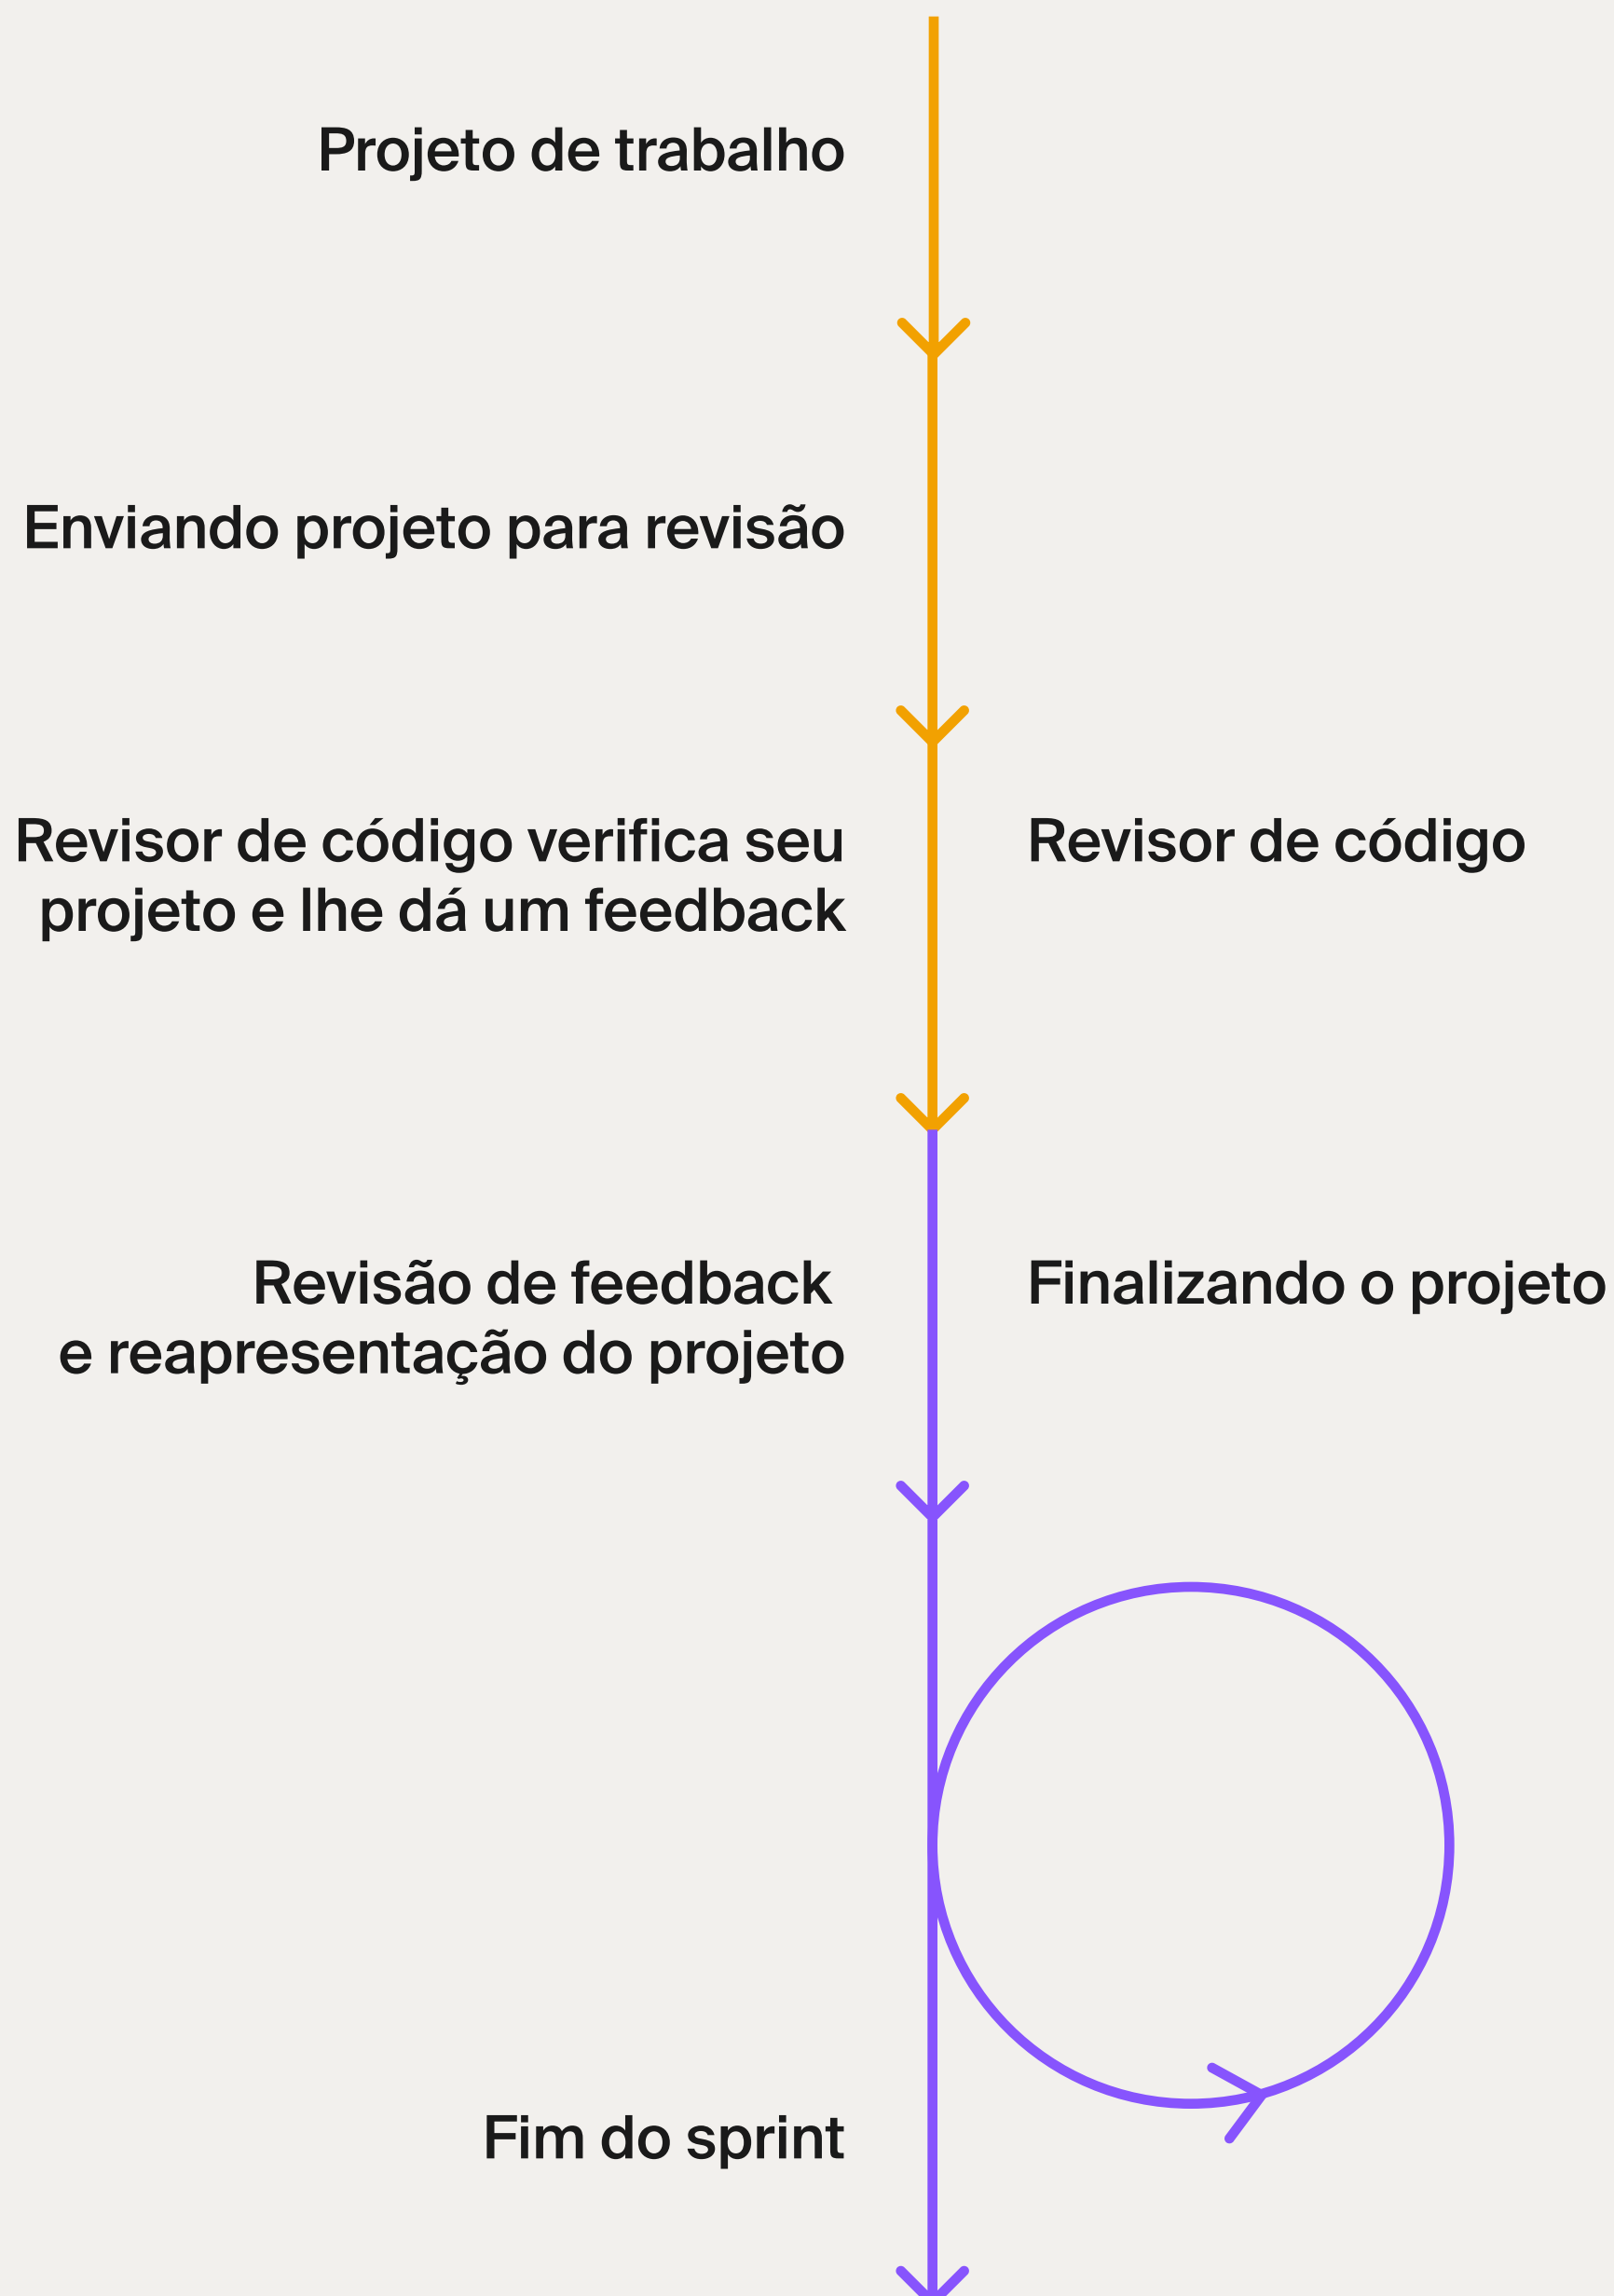 Projeto de trabalho
Enviando projeto para revisão
Revisor de código verifica seu
projeto e lhe dá um feedback
Revisor de código
Revisão de feedback
e reapresentação do projeto
Finalizando o projeto
Fim do sprint